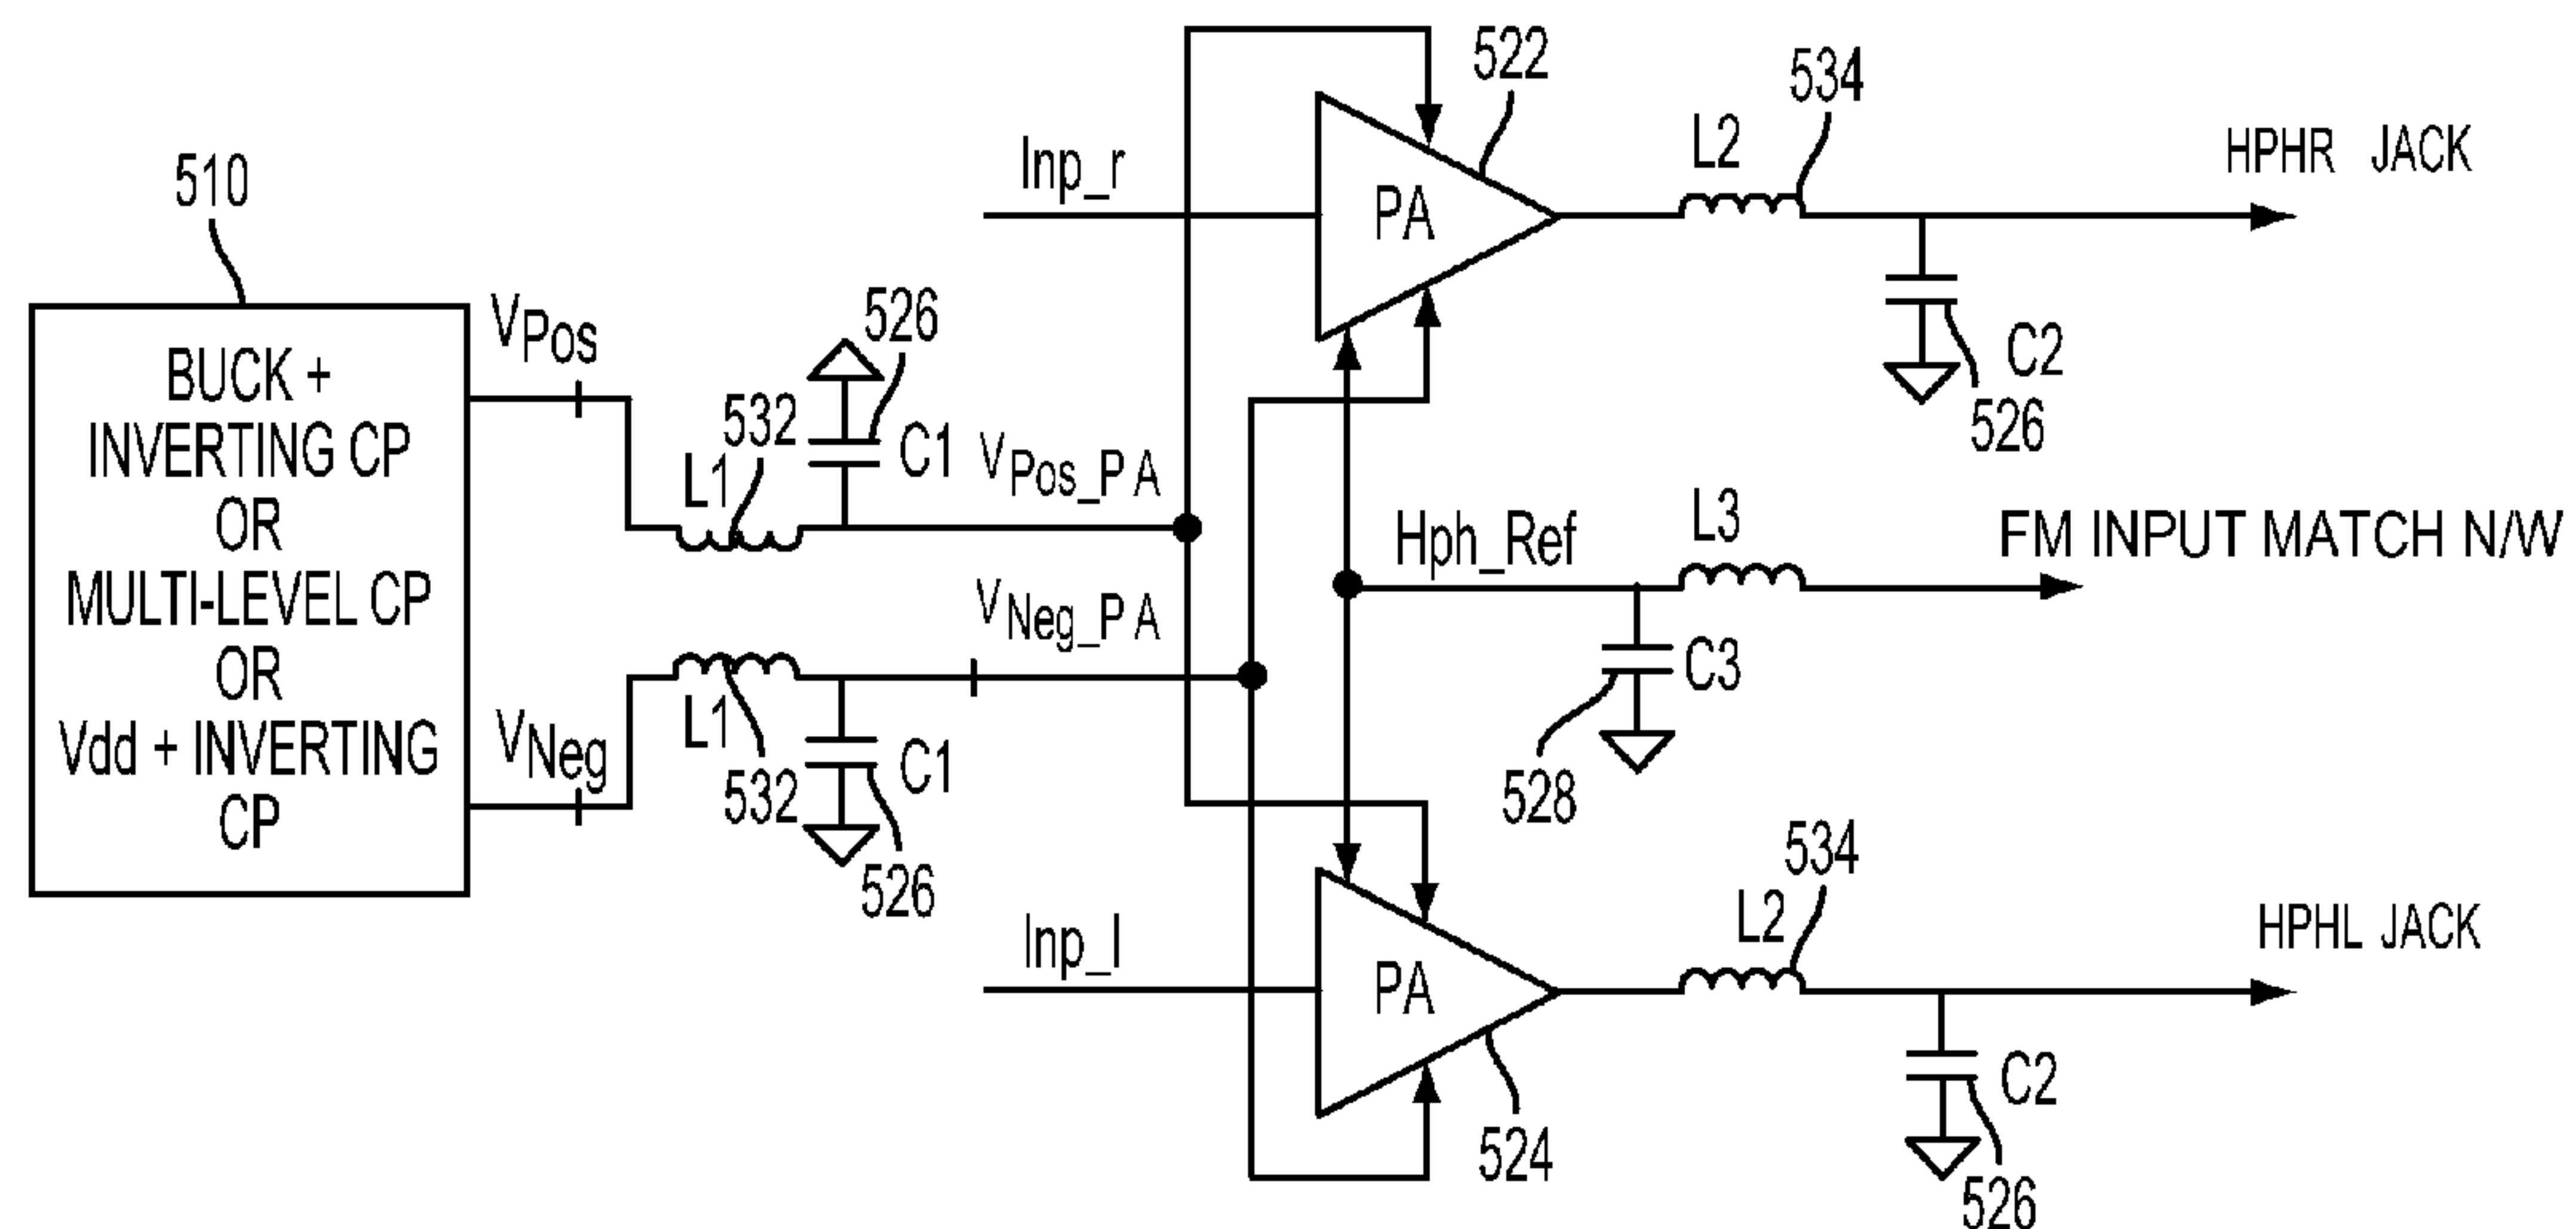 510
BUCK +
INVERTING CP
OR
MULTI-LEVEL CP
OR
Vdd + INVERTING
CP
VPos
VNeg
532
L1
526
C1
VPos_PA
VNeg_PA
L1
532
C1
526
Inp_r
PA
522
L2
534
HPHR JACK
C2
526
Hph_Ref
L3
FM INPUT MATCH N/W
C3
528
Inp_l
PA
524
L2
534
HPHL JACK
C2
526